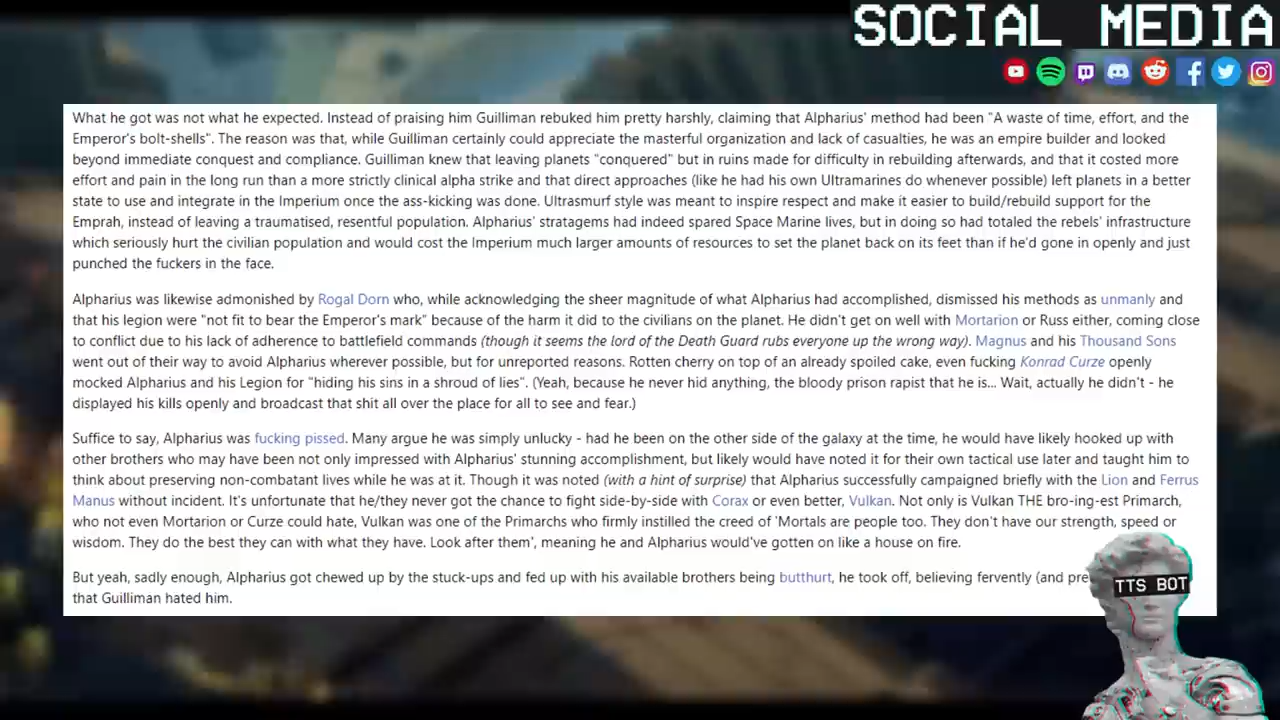 SOCIAL MEDIA
What he got was not what he expected. Instead of praising him Guilliman rebuked him pretty harshly, claiming that Alpharius' method had been "A waste of time, effort, and the
Emperor's bolt-shells". The reason was that, while Guilliman certainly could appreciate the masterful organization and lack of casualties, he was an empire builder and looked
beyond immediate conquest and compliance. Guilliman knew that leaving planets "conquered" but in ruins made for difficulty in rebuilding afterwards, and that it costed more
effort and pain in the long run than a more strictly clinical alpha strike and that direct approaches (like he had his own Ultramarines do whenever possible) left planets in a better
state to use and integrate in the Imperium once the ass-kicking was done. Ultrasmurf style was meant to inspire respect and make it easier to build/rebuild support for the
Emprah, instead of leaving a traumatised, resentful population. Alpharius' stratagems had indeed spared Space Marine lives, but in doing so had totaled the rebels' infrastructure
which seriously hurt the civilian population and would cost the Imperium much larger amounts of resources to set the planet back on its feet than if he'd gone in openly and just
punched the fuckers in the face.
Alpharius was likewise admonished by Rogal Dorn who, while acknowledging the sheer magnitude of what Alpharius had accomplished, dismissed his methods as unmanly and
that his legion were "not fit to bear the Emperor's mark" because of the harm it did to the civilians on the planet. He didn't get on well with Mortarion or Russ either, coming close
to conflict due to his lack of adherence to battlefield commands (though it seems the lord of the Death Guard rubs everyone up the wrong way). Magnus and his Thousand Sons
went out of their way to avoid Alpharius wherever possible, but for unreported reasons. Rotten cherry on top of an already spoiled cake, even fucking Konrad Curze openly
mocked Alpharius and his Legion for "hiding his sins in a shroud of lies". (Yeah, because he never hid anything, the bloody prison rapist that he is... Wait, actually he didn't - he
displayed his kills openly and broadcast that shit all over the place for all to see and fear.)
Suffice to say, Alpharius was fucking pissed. Many argue he was simply unlucky - had he been on the other side of the galaxy at the time, he would have likely hooked up with
other brothers who may have been not only impressed with Alpharius' stunning accomplishment, but likely would have noted it for their own tactical use later and taught him to
think about preserving non-combatant lives while he was at it. Though it was noted (with a hint of surprise) that Alpharius successfully campaigned briefly with the Lion and Ferrus
Manus without incident. It's unfortunate that he/they never got the chance to fight side-by-side with Corax or even better, Vulkan. Not only is Vulkan THE bro-ing-est Primarch,
who not even Mortarion or Curze could hate, Vulkan was one of the Primarchs who firmly instilled the creed of 'Mortals are people too. They don't have our strength, speed or
wisdom. They do the best they can with what they have. Look after them', meaning he and Alpharius would've gotten on like a house on fire.
But yeah, sadly enough, Alpharius got chewed up by the stuck-ups and fed up with his available brothers being butthurt, he took off, believing fervently (and
that Guilliman hated him.
TTS BOT